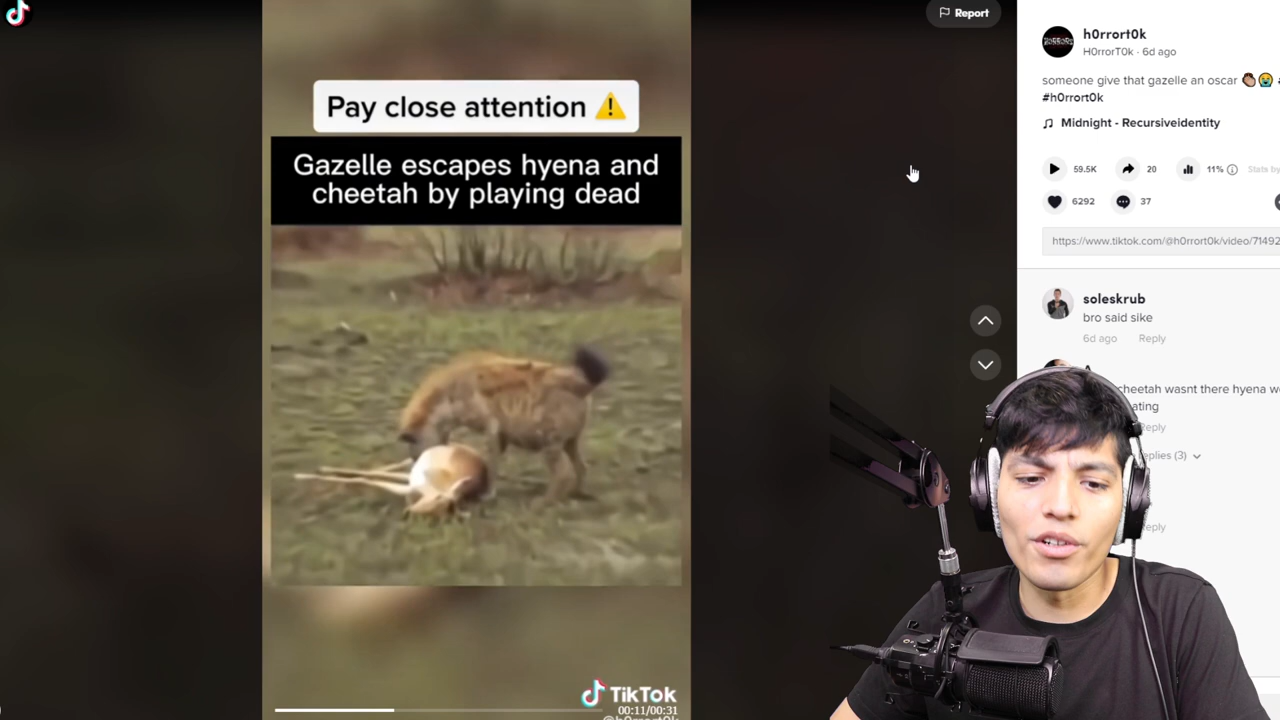 Report
Pay close attention ⚠️
Gazelle escapes hyena and
cheetah by playing dead
TikTok
00:11/00:31
h0rrort0k
H0rrorT0k · 6d ago
someone give that gazelle an oscar 👏🏽😭
#h0rrort0k
Midnight - Recursiveidentity
59.5K
20
11%
Stats by
6292
37
https://www.tiktok.com/@h0rrort0k/video/71492
soleskrub
bro said sike
6d ago Reply
cheetah wasnt there hyena w
ating
Reply
replies (3)
Reply